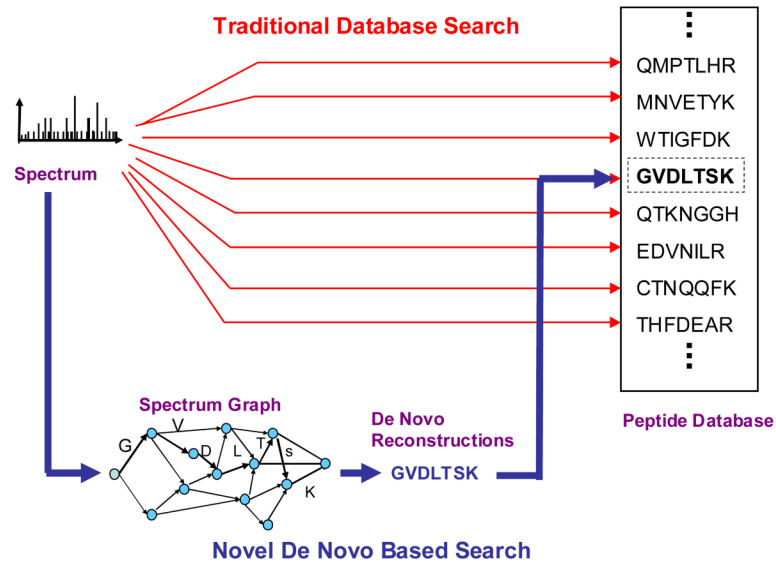 Traditional Database Search
QMPTLHR
MNVETYK
WTIGFDK
GVDLTSK
QTKNGGH
EDVNILR
CTNQQFK
THFDEAR
Peptide Database
Spectrum
Spectrum Graph
G
V
D
L
T
s
K
De Novo
Reconstructions
GVDLTSK
Novel De Novo Based Search